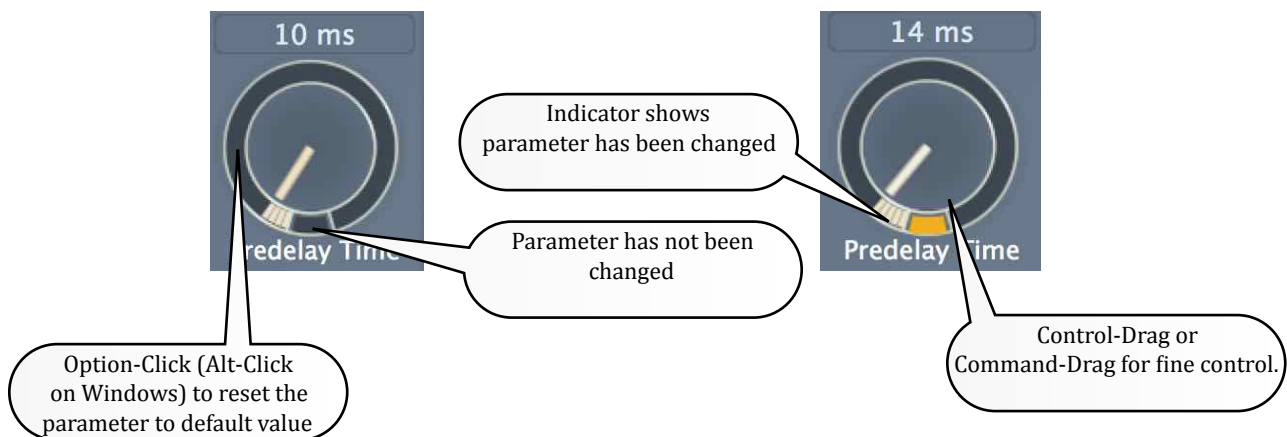 10 ms
14 ms
Indicator shows
parameter has been changed
Parameter has not been
changed
redelay Time
Predelay Time
Option-Click (Alt-Click
on Windows) to reset the
parameter to default value
Control-Drag or
Command-Drag for fine control.